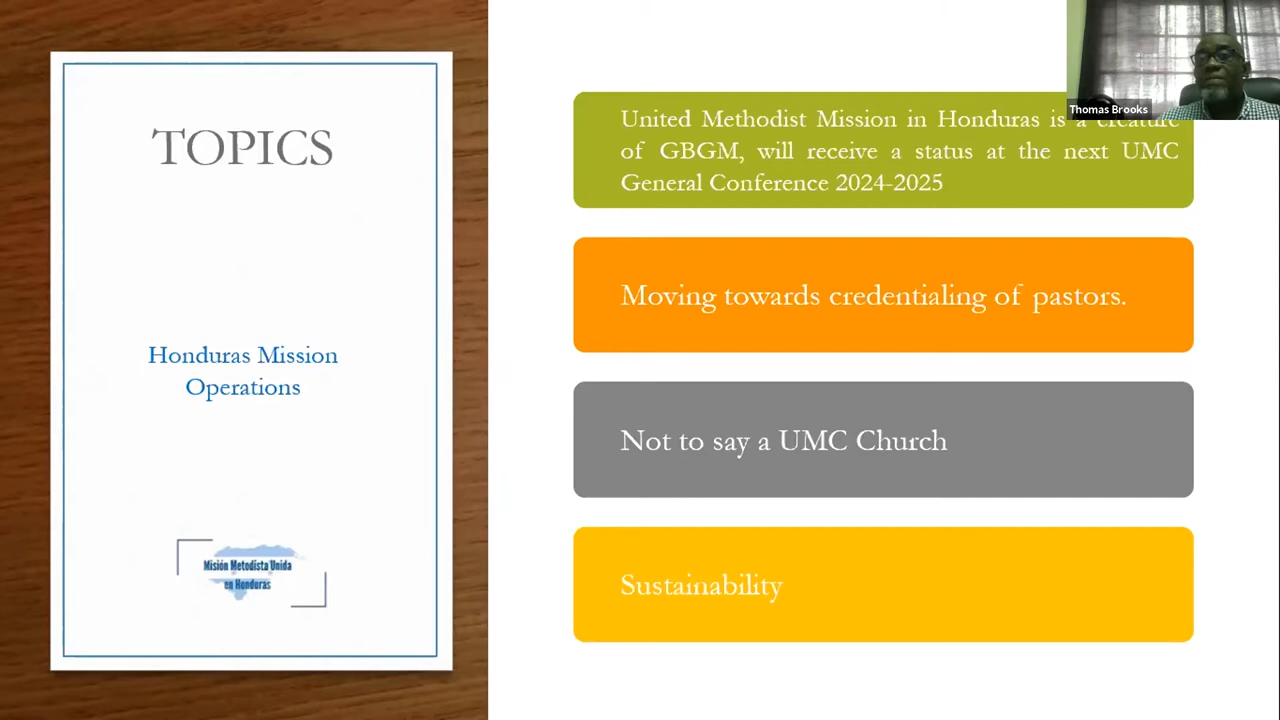 TOPICS
Honduras Mission
Operations
Misión Metodista Unida
en Honduras
Thomas Brooks
United Methodist Mission in Honduras is a creature
of GBGM, will receive a status at the next UMC
General Conference 2024-2025
Moving towards credentialing of pastors.
Not to say a UMC Church
Sustainability